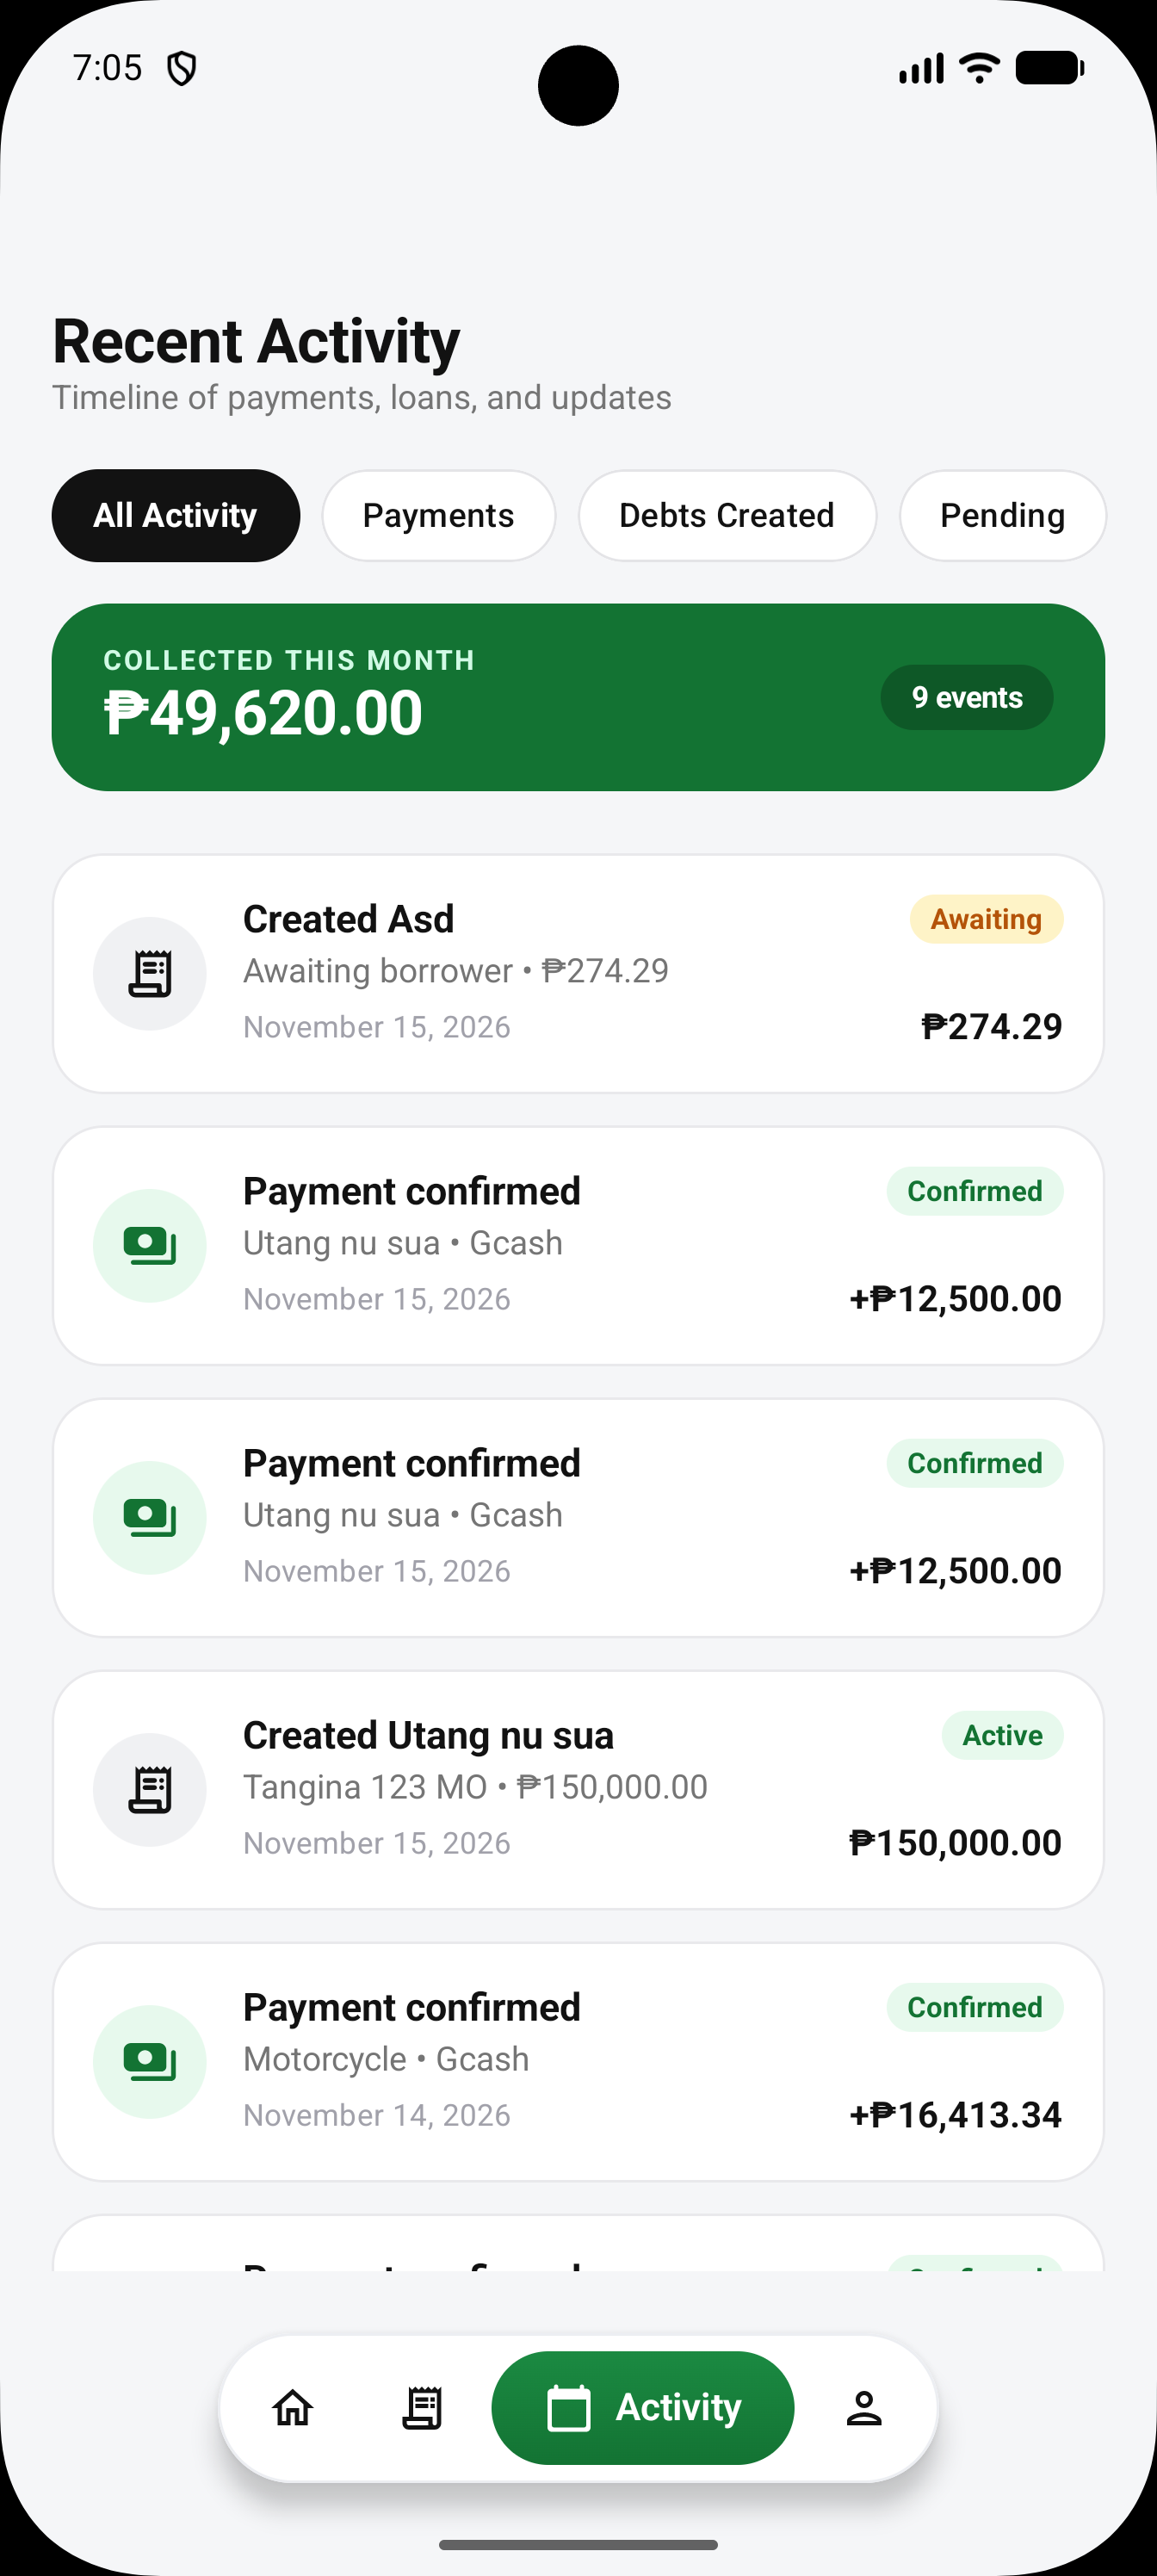 7:05
Recent Activity
Timeline of payments, loans, and updates
All Activity
Payments
Debts Created
Pending
COLLECTED THIS MONTH
₱49,620.00
9 events
Created Asd
Awaiting
Awaiting borrower • ₱274.29
November 15, 2026
₱274.29
Payment confirmed
Confirmed
Utang nu sua • Gcash
November 15, 2026
+₱12,500.00
Payment confirmed
Confirmed
Utang nu sua • Gcash
November 15, 2026
+₱12,500.00
Created Utang nu sua
Active
Tangina 123 MO • ₱150,000.00
November 15, 2026
₱150,000.00
Payment confirmed
Confirmed
Motorcycle • Gcash
November 14, 2026
+₱16,413.34
Activity